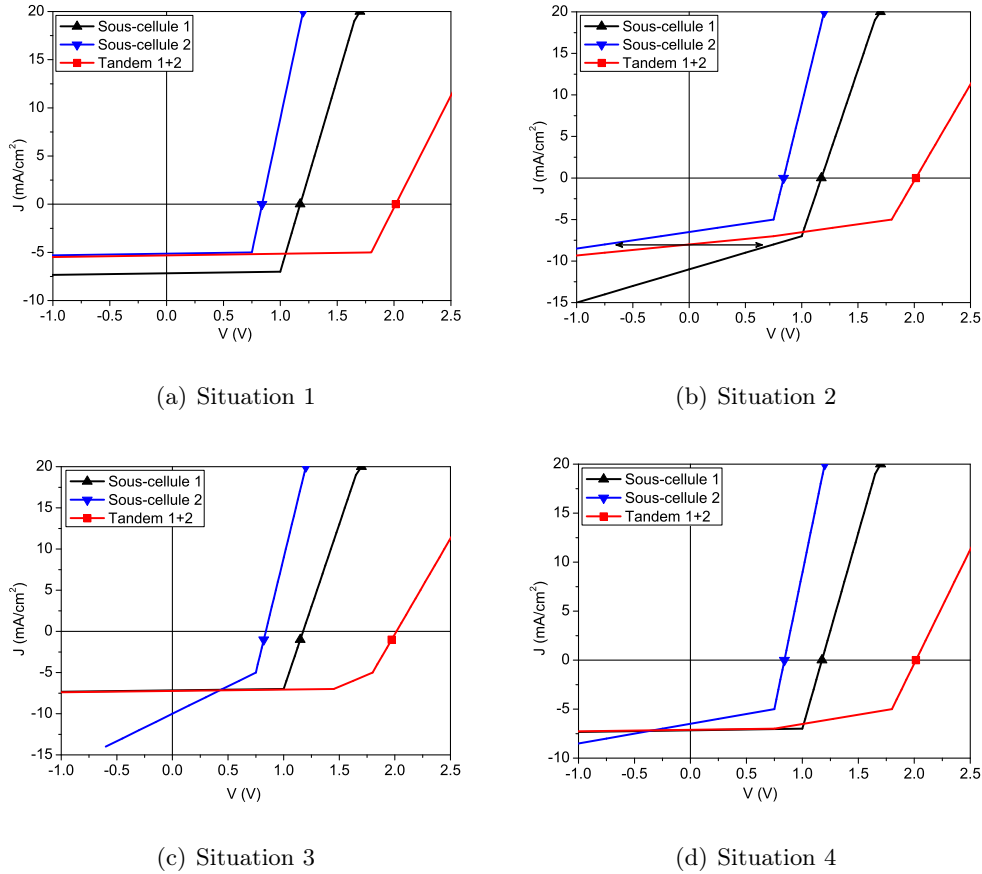 Sous-cellule 1
Sous-cellule 2
Tandem 1+2
20
15
10
5
0
-5
-10
J (mA/cm²)
-1.0 -0.5 0.0 0.5 1.0 1.5 2.0 2.5
V (V)
(a) Situation 1
Sous-cellule 1
Sous-cellule 2
Tandem 1+2
20
15
10
5
0
-5
-10
-15
J (mA/cm²)
-1.0 -0.5 0.0 0.5 1.0 1.5 2.0 2.5
V (V)
(b) Situation 2
Sous-cellule 1
Sous-cellule 2
Tandem 1+2
20
15
10
5
0
-5
-10
-15
J (mA/cm²)
-1.0 -0.5 0.0 0.5 1.0 1.5 2.0 2.5
V (V)
(c) Situation 3
Sous-cellule 1
Sous-cellule 2
Tandem 1+2
20
15
10
5
0
-5
-10
J (mA/cm²)
-1.0 -0.5 0.0 0.5 1.0 1.5 2.0 2.5
V (V)
(d) Situation 4